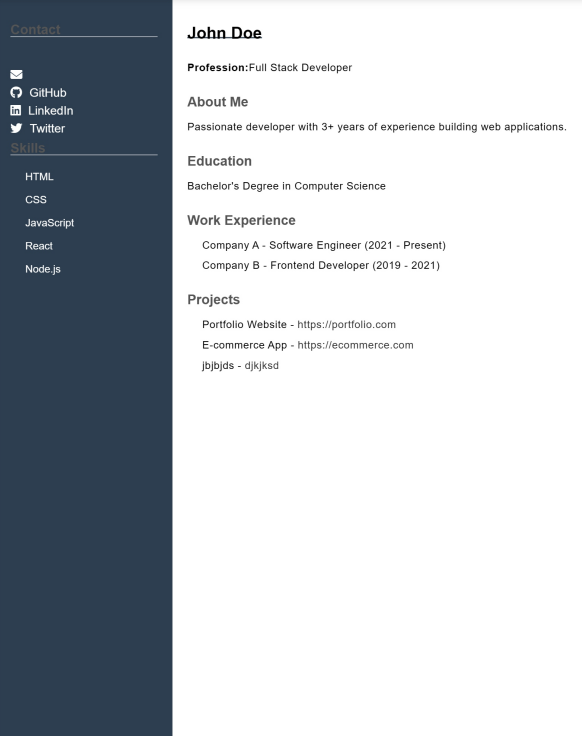 Contact
GitHub
LinkedIn
Twitter
Skills
HTML
CSS
JavaScript
React
Node.js
John Doe
Profession:Full Stack Developer
About Me
Passionate developer with 3+ years of experience building web applications.
Education
Bachelor's Degree in Computer Science
Work Experience
Company A - Software Engineer (2021 - Present)
Company B - Frontend Developer (2019 - 2021)
Projects
Portfolio Website - https://portfolio.com
E-commerce App - https://ecommerce.com
jbjbjds - djkjksd